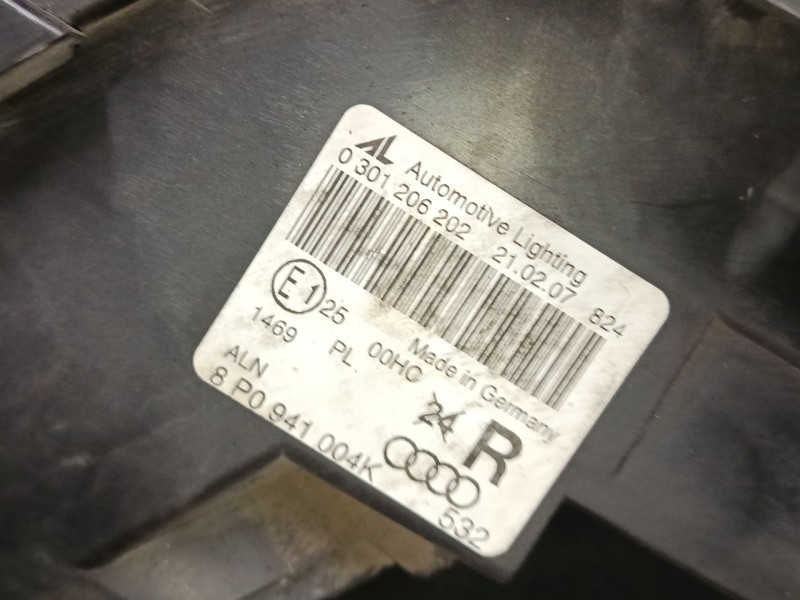 AL Automotive Lighting
0 301 206 202 21.02.07 824
E1 25 Made in Germany
1469 PL 00HC 24 R
ALN
8 P0 941 004K
532